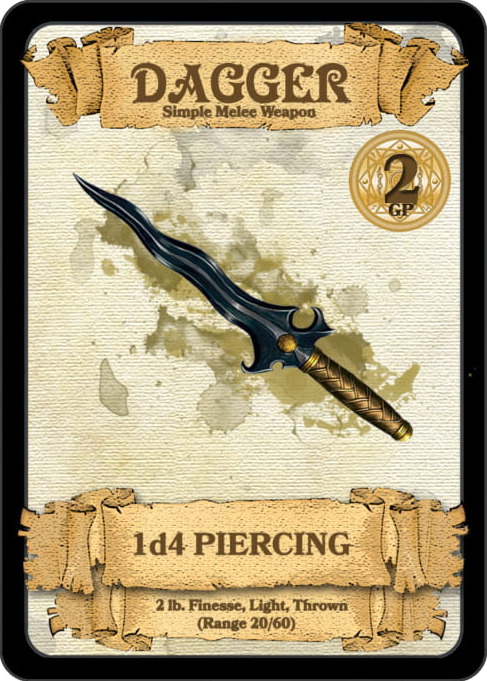 DAGGER
Simple Melee Weapon
2
GP
1d4 PIERCING
2 lb. Finesse, Light, Thrown
(Range 20/60)